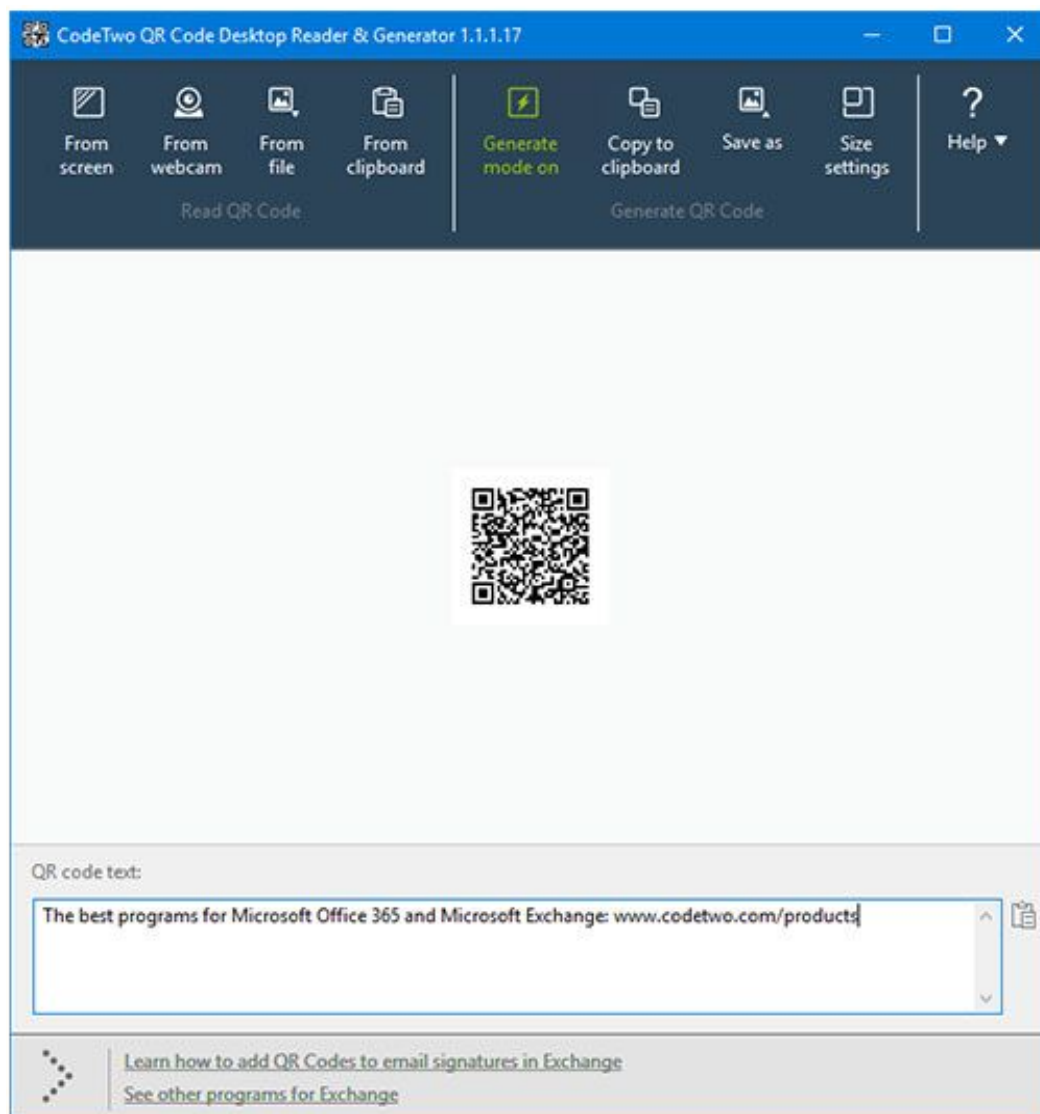 CodeTwo QR Code Desktop Reader & Generator 1.1.1.17
From screen
From webcam
From file
From clipboard
Generate mode on
Copy to clipboard
Save as
Size settings
Help
Read QR Code
Generate QR Code
QR code text:
The best programs for Microsoft Office 365 and Microsoft Exchange: www.codetwo.com/products
Learn how to add QR Codes to email signatures in Exchange
See other programs for Exchange